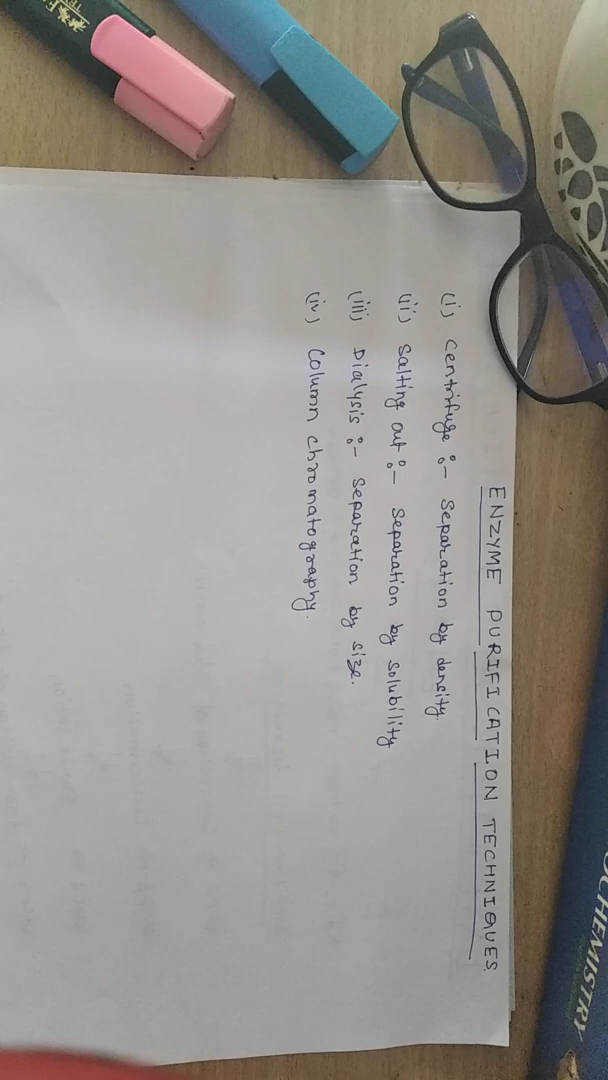 ENZYME PURIFICATION TECHNIQUES.
(i) Centrifuge :- Separation by density.
(ii) Salting out :- Separation by solubility
(iii) Dialysis :- Separation by size.
(iv) Column chromatography.
CHEMISTRY